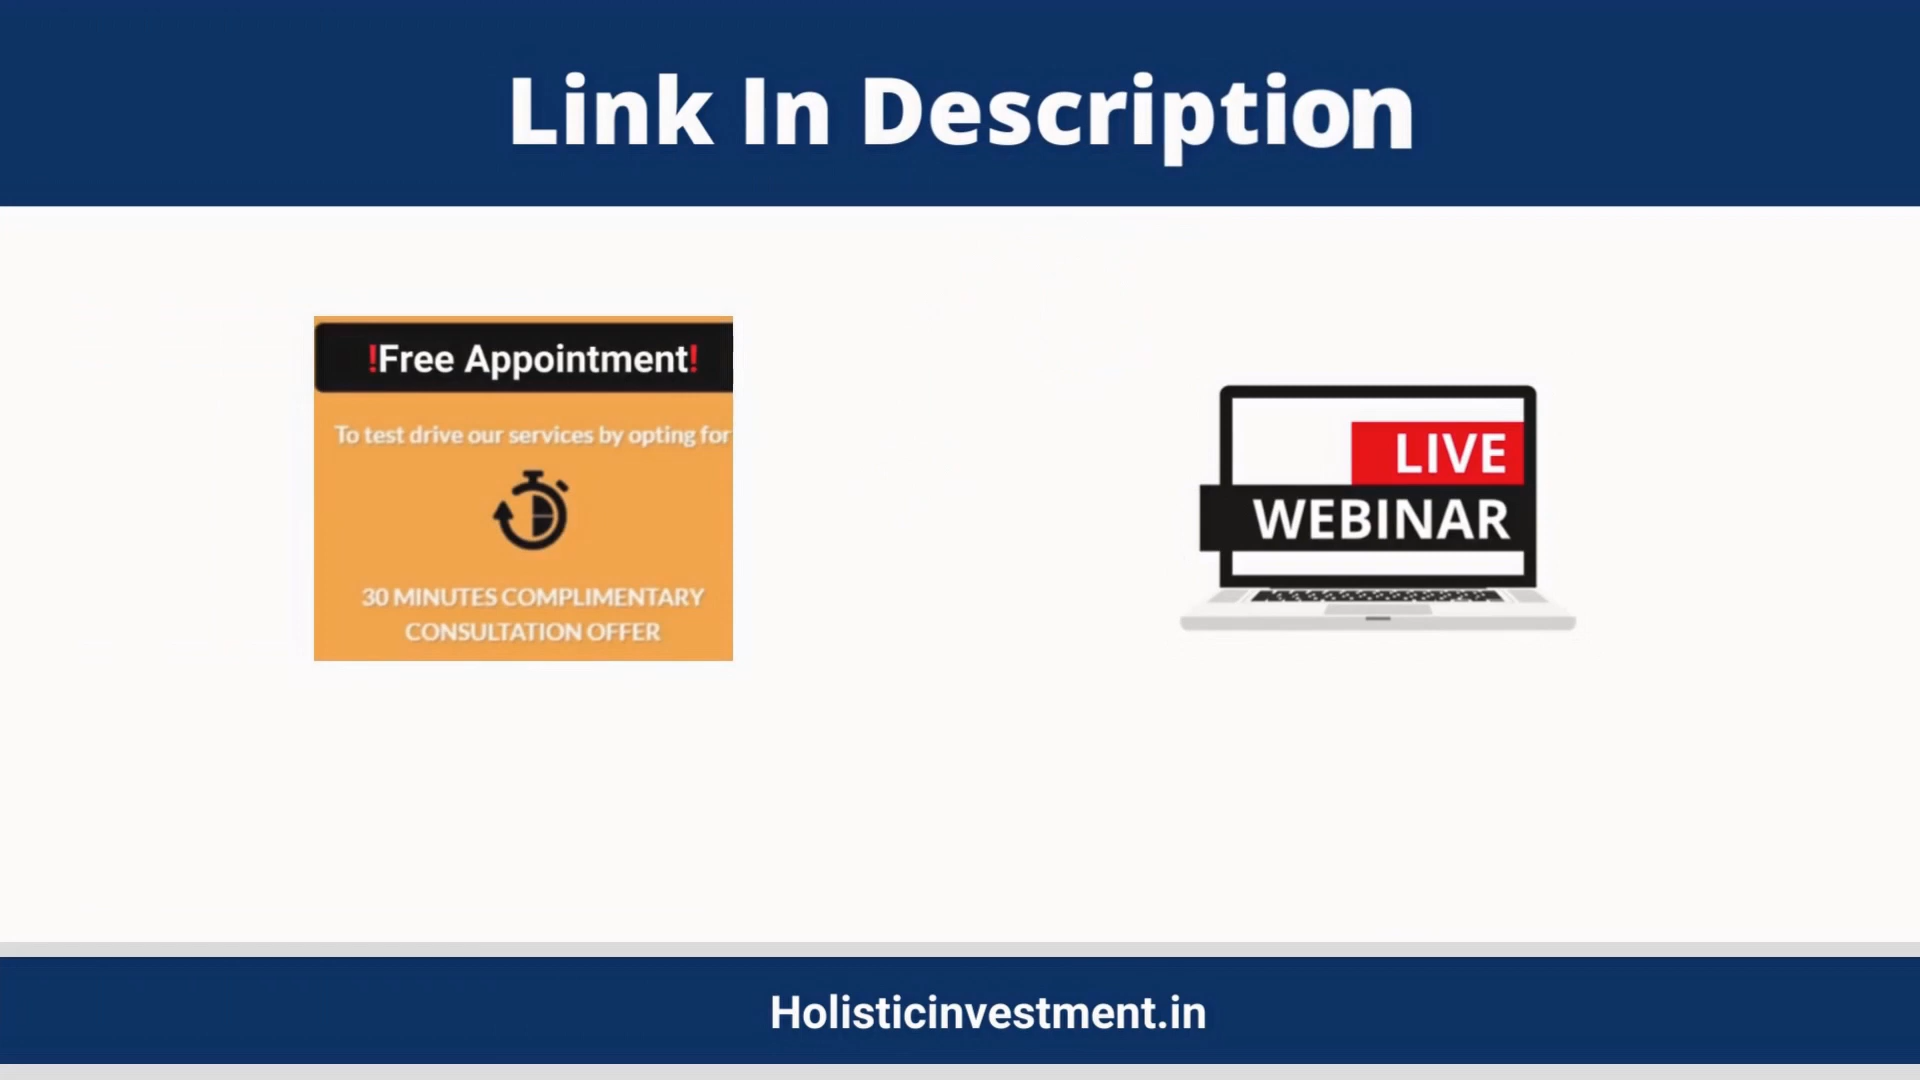 Link In Description
!Free Appointment!
To test drive our services by opting for
30 MINUTES COMPLIMENTARY
CONSULTATION OFFER
LIVE
WEBINAR
Holisticinvestment.in